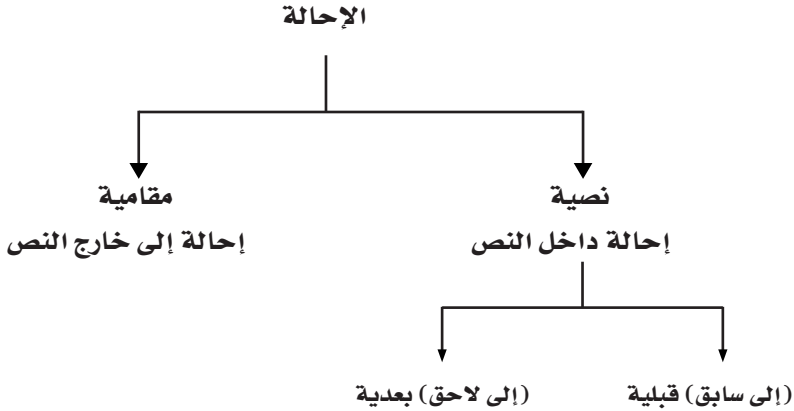 الإحالة
نصية
مقامية
إحالة داخل النص
إحالة إلى خارج النص
(إلى سابق) قبلية
(إلى لاحق) بعدية